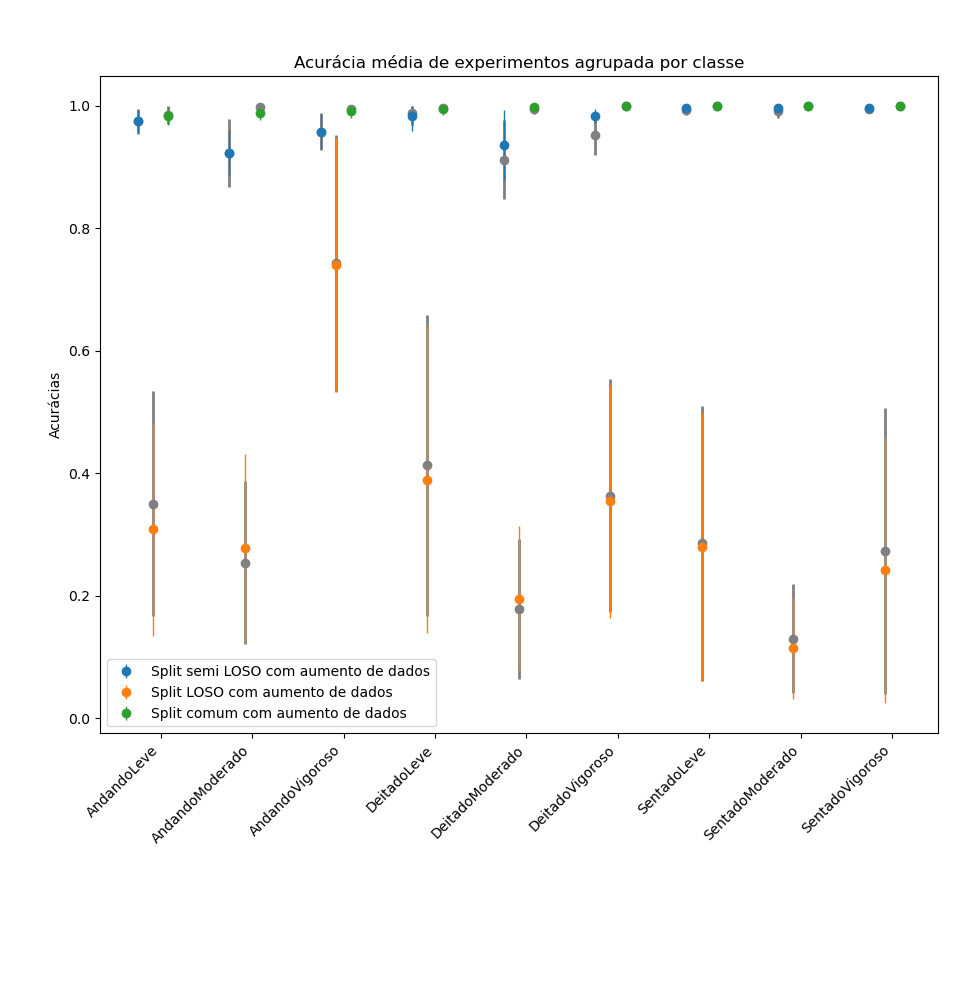 Acurácia média de experimentos agrupada por classe
1.0
0.8
0.6
0.4
0.2
0.0
Acurácias
Split semi LOSO com aumento de dados
Split LOSO com aumento de dados
Split comum com aumento de dados
AndandoLeve
AndandoModerado
AndandoVigoroso
DeitadoLeve
DeitadoModerado
DeitadoVigoroso
SentadoLeve
SentadoModerado
SentadoVigoroso